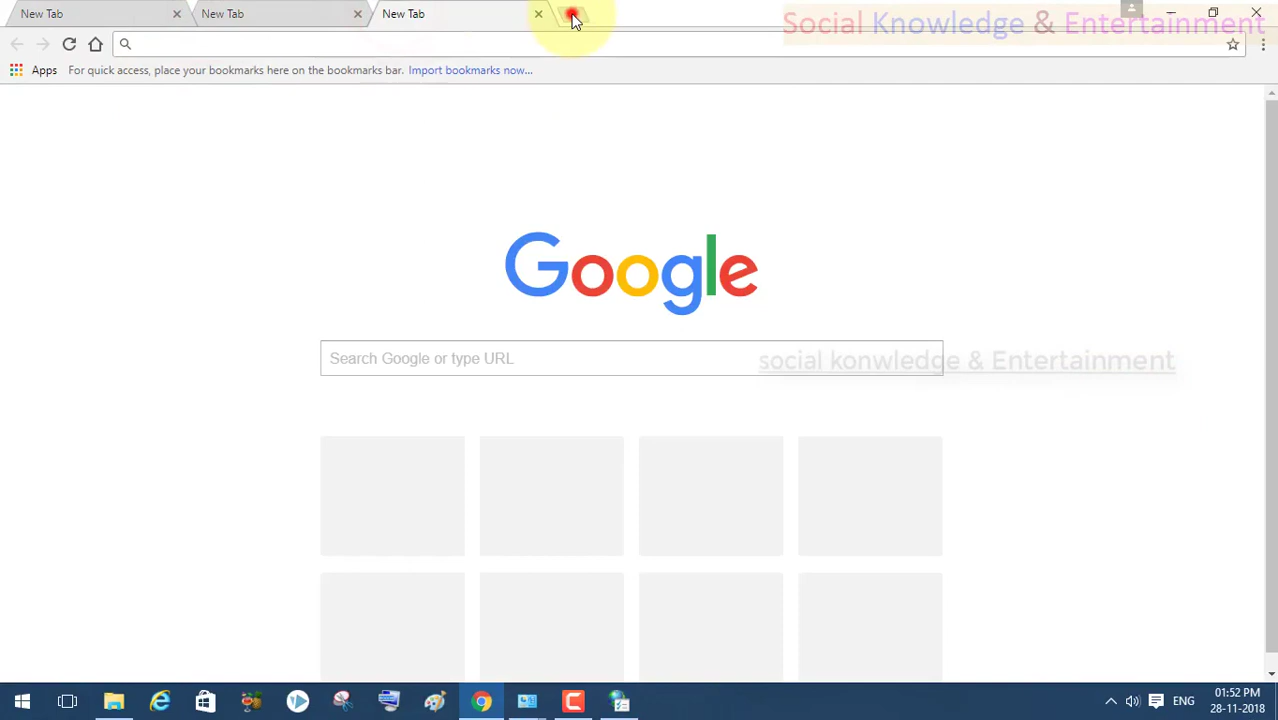 New Tab
New Tab
New Tab
Social Knowledge & Entertainment
Apps For quick access, place your bookmarks here on the bookmarks bar. Import bookmarks now...
Google
Search Google or type URL
social konwledge & Entertainment
ENG
01:52 PM
28-11-2018